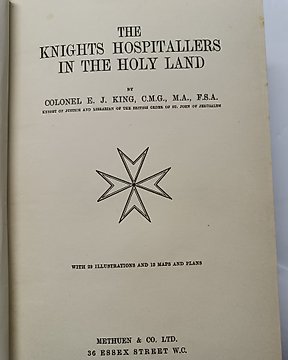 THE
KNIGHTS HOSPITALLERS
IN THE HOLY LAND
BY
COLONEL E. J. KING, C.M.G., M.A., F.S.A.
KNIGHT OF JUSTICE AND LIBRARIAN OF THE BRITISH ORDER OF ST. JOHN OF JERUSALEM
WITH 29 ILLUSTRATIONS AND 12 MAPS AND PLANS
METHUEN & CO. LTD.
36 ESSEX STREET W.C.